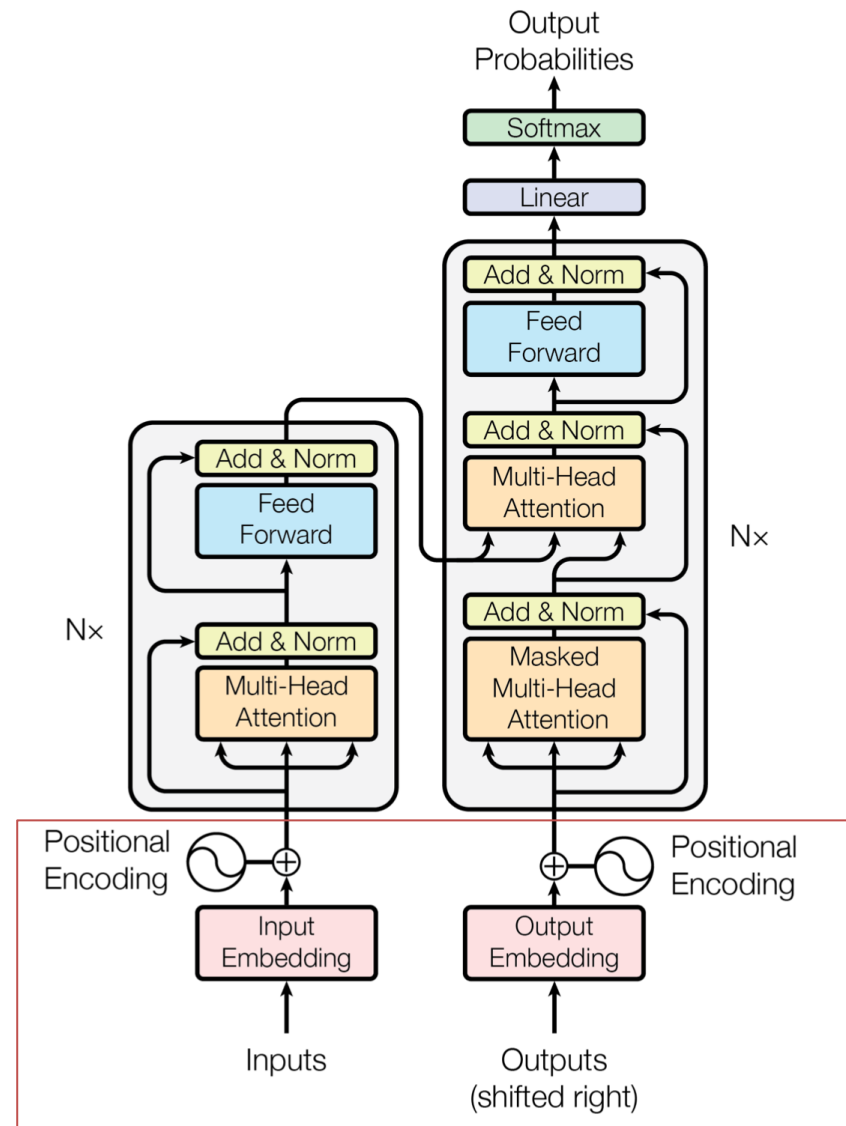 Output
Probabilities
Softmax
Linear
Add & Norm
Feed
Forward
Add & Norm
Multi-Head
Attention
Nx
Add & Norm
Masked
Multi-Head
Attention
Add & Norm
Feed
Forward
Nx
Add & Norm
Multi-Head
Attention
Positional
Encoding
Input
Embedding
Inputs
Positional
Encoding
Output
Embedding
Outputs
(shifted right)